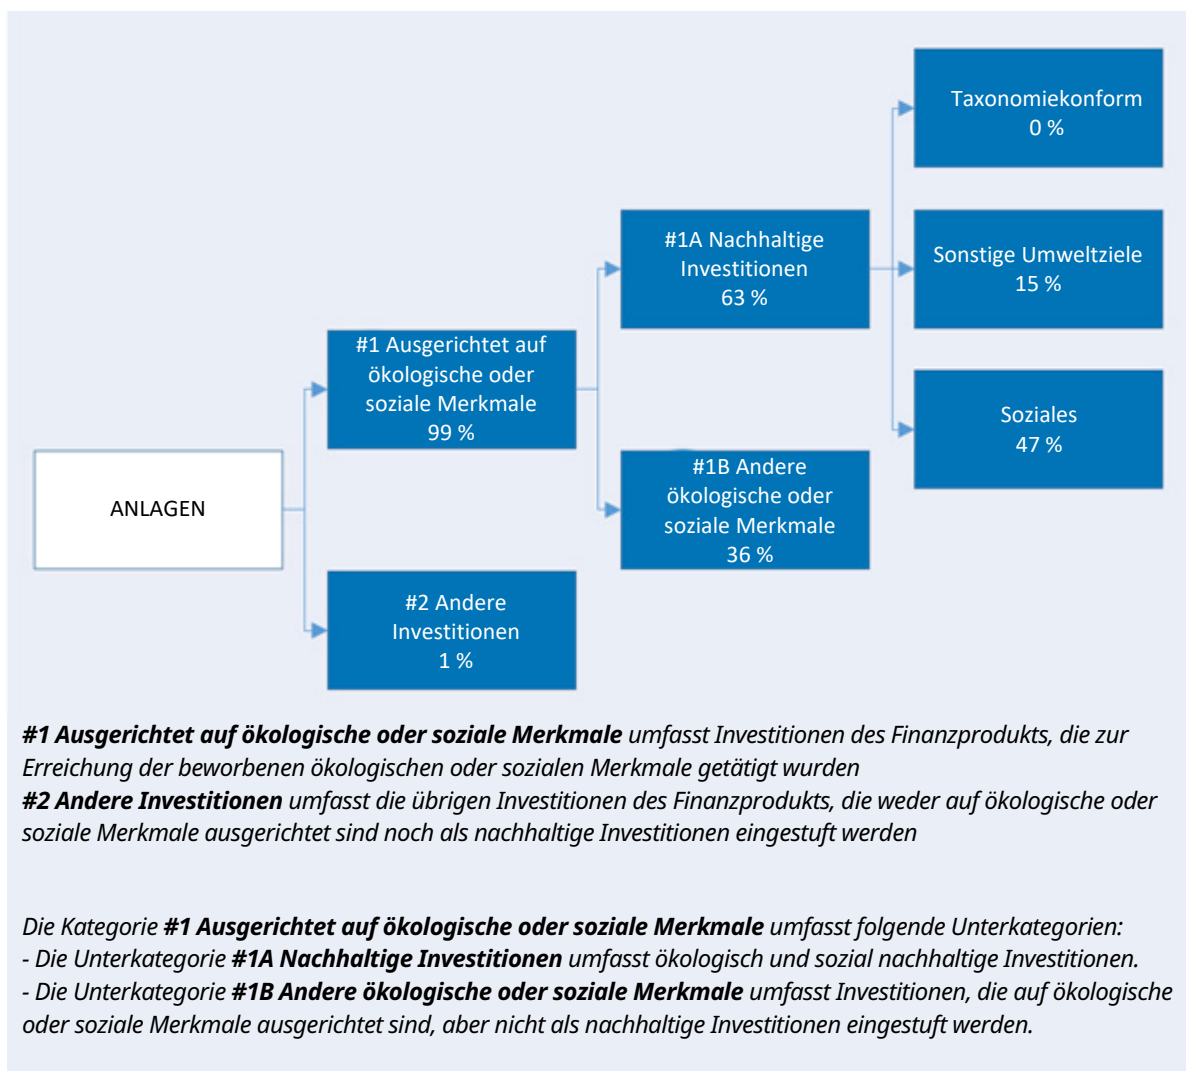 Taxonomiekonform
0 %
#1A Nachhaltige
Investitionen
63 %
Sonstige Umweltziele
15 %
#1 Ausgerichtet auf
ökologische oder
soziale Merkmale
99 %
Soziales
47 %
#1B Andere
ökologische oder
soziale Merkmale
36 %
ANLAGEN
#2 Andere
Investitionen
1 %
#1 Ausgerichtet auf ökologische oder soziale Merkmale umfasst Investitionen des Finanzprodukts, die zur
Erreichung der beworbenen ökologischen oder sozialen Merkmale getätigt wurden
#2 Andere Investitionen umfasst die übrigen Investitionen des Finanzprodukts, die weder auf ökologische oder
soziale Merkmale ausgerichtet sind noch als nachhaltige Investitionen eingestuft werden
Die Kategorie #1 Ausgerichtet auf ökologische oder soziale Merkmale umfasst folgende Unterkategorien:
- Die Unterkategorie #1A Nachhaltige Investitionen umfasst ökologisch und sozial nachhaltige Investitionen.
- Die Unterkategorie #1B Andere ökologische oder soziale Merkmale umfasst Investitionen, die auf ökologische
oder soziale Merkmale ausgerichtet sind, aber nicht als nachhaltige Investitionen eingestuft werden.